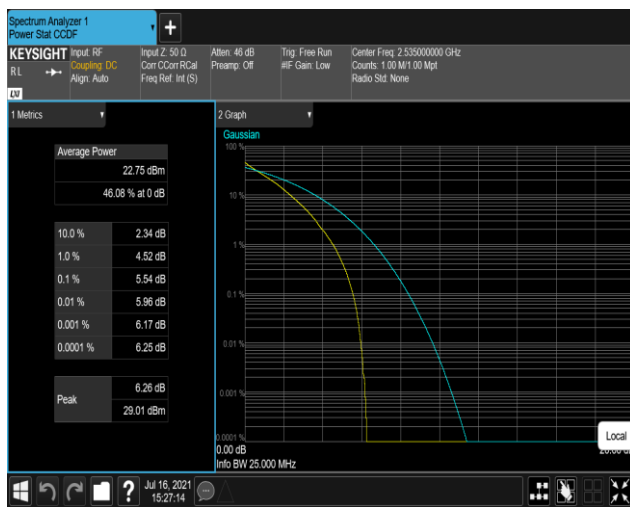 Spectrum Analyzer 1
Power Stat CCDF
+
KEYSIGHT
R L
LXI
Input: RF
Coupling: DC
Align: Auto
Input Z: 50 Ω
Corr CCorr RCal
Freq Ref: Int (S)
Atten: 46 dB
Preamp: Off
Trig: Free Run
#IF Gain: Low
Center Freq: 2.535000000 GHz
Counts: 1.00 M/1.00 Mpt
Radio Std: None
1 Metrics
Average Power
22.75 dBm
46.08 % at 0 dB
10.0 % 2.34 dB
1.0 % 4.52 dB
0.1 % 5.54 dB
0.01 % 5.96 dB
0.001 % 6.17 dB
0.0001 % 6.25 dB
Peak
6.26 dB
29.01 dBm
2 Graph
Gaussian
100 %
10 %
1 %
0.1 %
0.01 %
0.001 %
0.0001 %
0.00 dB
Info BW 25.000 MHz
Local
?
Jul 16, 2021
15:27:14